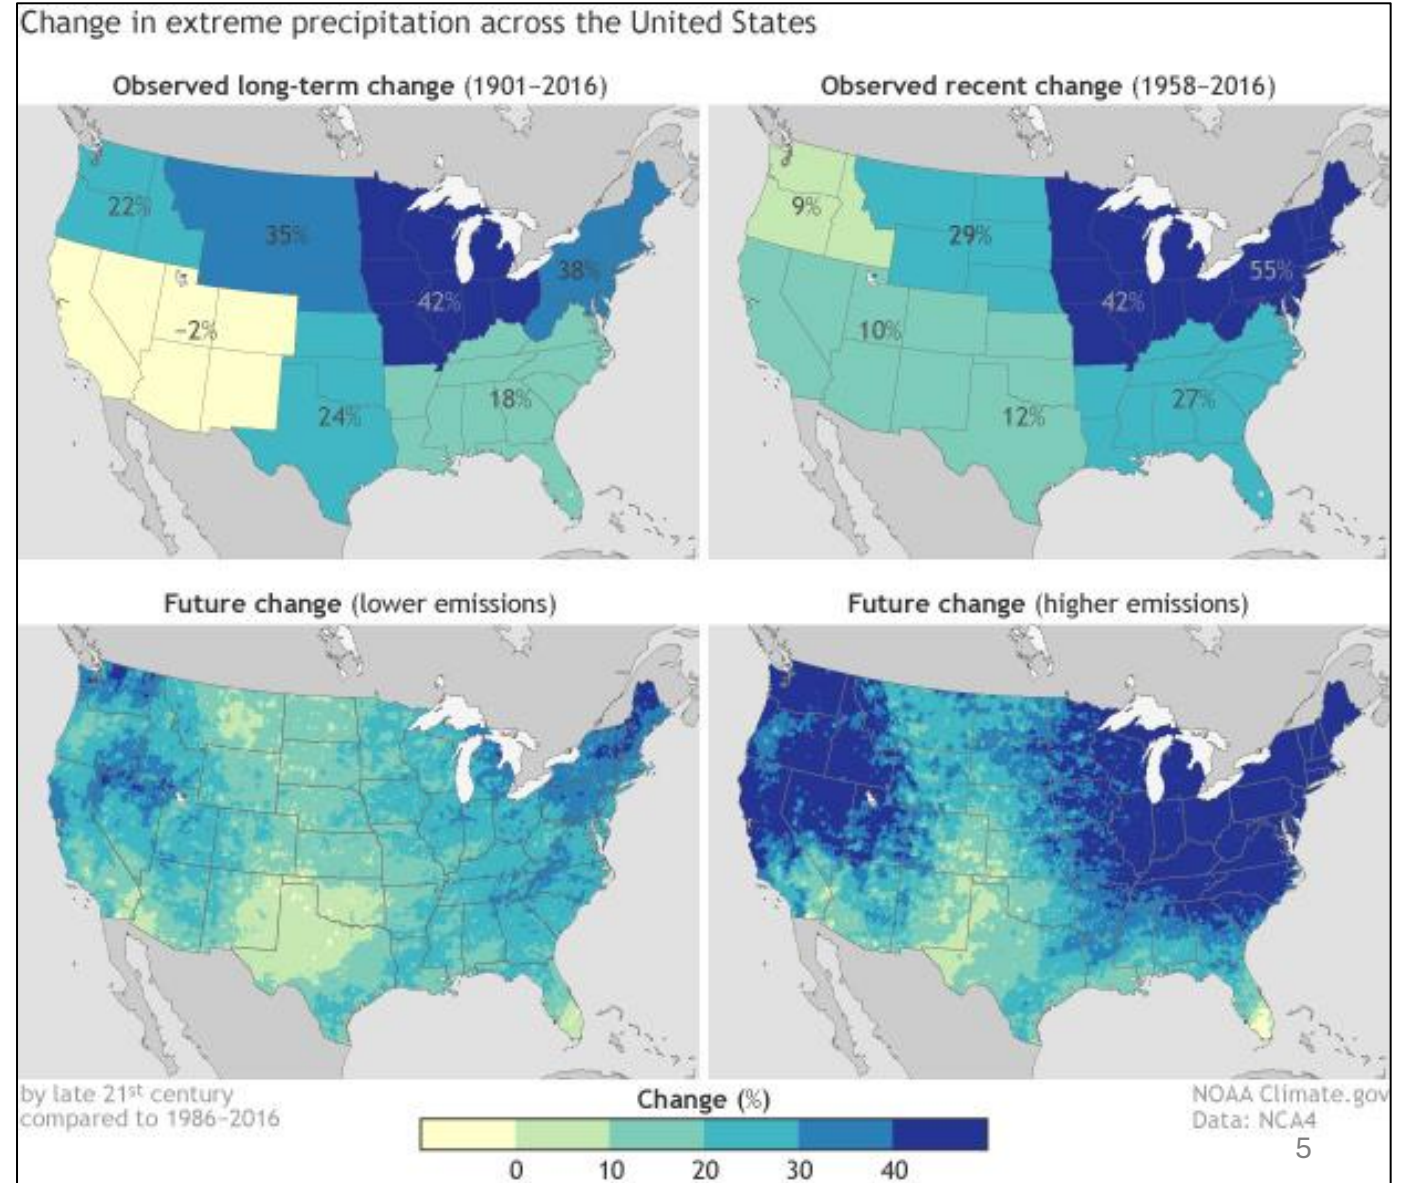 Change in extreme precipitation across the United States
Observed long-term change (1901–2016)
Observed recent change (1958–2016)
22%
35%
38%
42%
-2%
24%
18%
9%
29%
55%
42%
10%
12%
27%
Future change (lower emissions)
Future change (higher emissions)
by late 21st century
compared to 1986–2016
Change (%)
0 10 20 30 40
NOAA Climate.gov
Data: NCA4
5